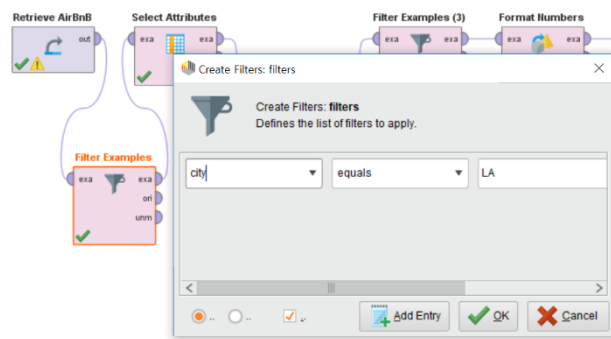 Retrieve AirBnB
Select Attributes
Filter Examples (3)
Format Numbers
out
exa
exa
exa
exa
exa
exa
Create Filters: filters
Create Filters: filters
Defines the list of filters to apply.
Filter Examples
exa
exa
ori
unm
city
equals
LA
..
..
..
Add Entry
OK
Cancel